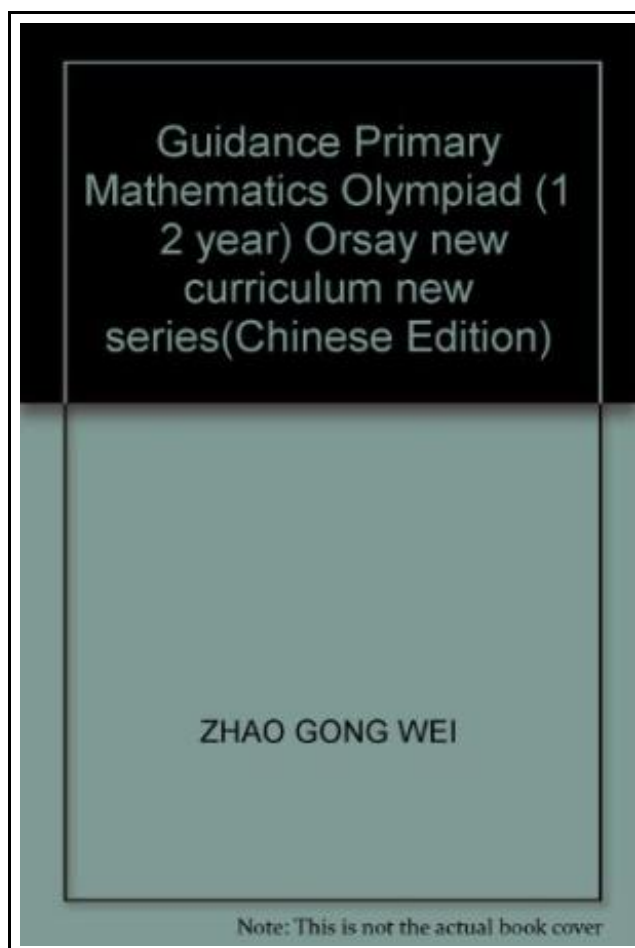 Guidance Primary
Mathematics Olympiad (1
2 year) Orsay new
curriculum new
series(Chinese Edition)
ZHAO GONG WEI
Note: This is not the actual book cover